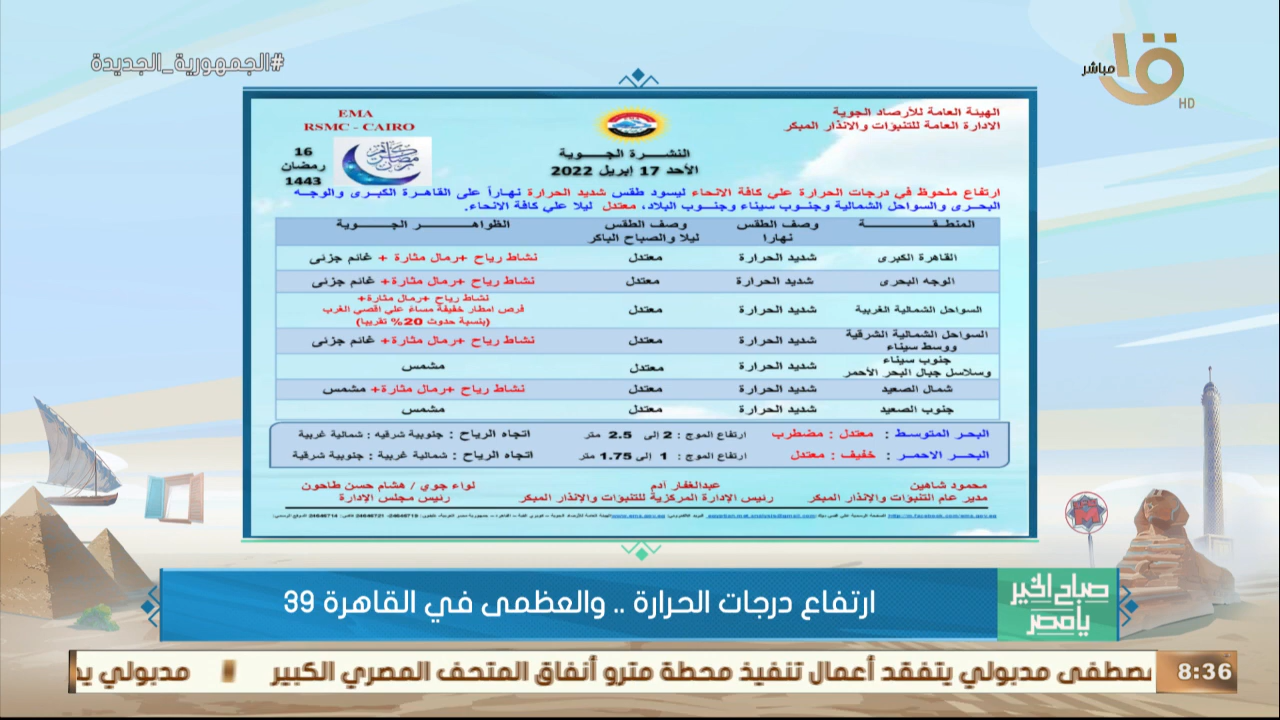 #الجمهورية_الجديدة
مباشر
HD
الهيئة العامة للأرصاد الجوية
الادارة العامة للتنبؤات والانذار المبكر
EMA
RSMC - CAIRO
النشرة الجوية
الأحد 17 إبريل 2022
16
رمضان
1443
ارتفاع ملحوظ في درجات الحرارة علي كافة الانحاء ليسود طقس شديد الحرارة نهاراً على القاهرة الكبرى والوجه
البحرى والسواحل الشمالية وجنوب سيناء وجنوب البلاد، معتدل ليلا علي كافة الانحاء.
المنطقة وصف الطقس نهارا وصف الطقس ليلا والصباح الباكر الظواهر الجوية
القاهرة الكبرى شديد الحرارة معتدل نشاط رياح +رمال مثارة + غائم جزئى
الوجه البحرى شديد الحرارة معتدل نشاط رياح +رمال مثارة+ غائم جزئى
السواحل الشمالية الغربية شديد الحرارة معتدل نشاط رياح +رمال مثارة+
فرص امطار خفيفة مساءً علي اقصي الغرب
(بنسبة حدوث 20% تقريبا)
السواحل الشمالية الشرقية ووسط سيناء شديد الحرارة معتدل نشاط رياح +رمال مثارة+ غائم جزئى
جنوب سيناء وسلاسل جبال البحر الأحمر شديد الحرارة معتدل مشمس
شمال الصعيد شديد الحرارة معتدل نشاط رياح +رمال مثارة+ مشمس
جنوب الصعيد شديد الحرارة معتدل مشمس
البحر المتوسط : معتدل : مضطرب ارتفاع الموج : 2 إلى 2.5 متر اتجاه الرياح : جنوبية شرقيه : شمالية غربية
البحر الاحمر : خفيف : معتدل ارتفاع الموج : 1 إلى 1.75 متر اتجاه الرياح : شمالية غربية : جنوبية شرقية
محمود شاهين عبدالغفار أدم لواء جوي / هشام حسن طاحون
مدير عام التنبؤات والانذار المبكر رئيس الإدارة المركزية للتنبؤات والإنذار المبكر رئيس مجلس الإدارة
صباح الخير
يا مصر
ارتفاع درجات الحرارة .. والعظمى في القاهرة 39
8:36
مصطفى مدبولي يتفقد أعمال تنفيذ محطة مترو أنفاق المتحف المصري الكبير
مدبولي